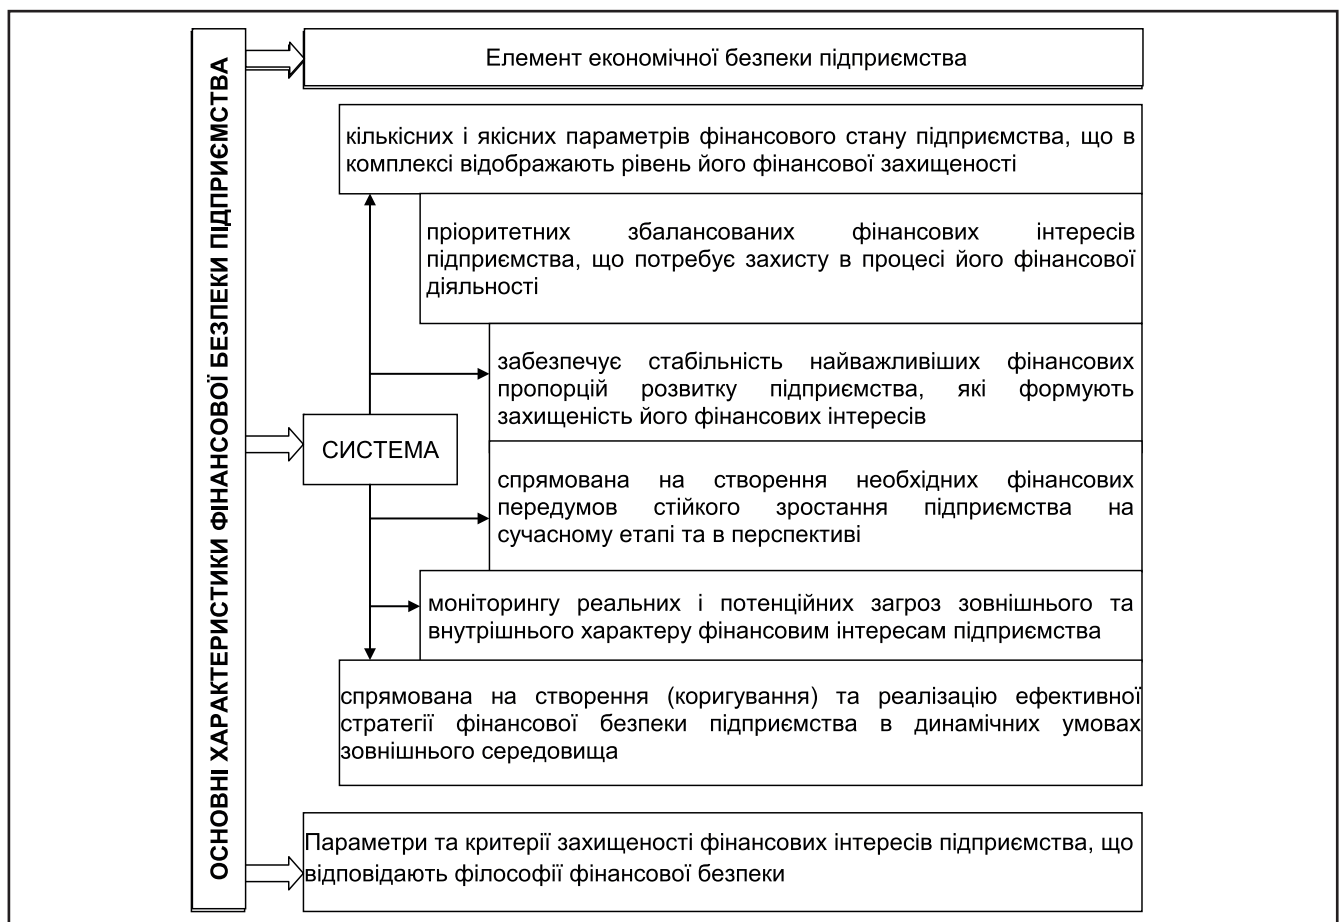 ОСНОВНІ ХАРАКТЕРИСТИКИ ФІНАНСОВОЇ БЕЗПЕКИ ПІДПРИЄМСТВА
Елемент економічної безпеки підприємства
кількісних і якісних параметрів фінансового стану підприємства, що в
комплексі відображають рівень його фінансової захищеності
пріоритетних збалансованих фінансових інтересів
підприємства, що потребує захисту в процесі його фінансової
діяльності
забезпечує стабільність найважливіших фінансових
пропорцій розвитку підприємства, які формують
захищеність його фінансових інтересів
СИСТЕМА
спрямована на створення необхідних фінансових
передумов стійкого зростання підприємства на
сучасному етапі та в перспективі
моніторингу реальних і потенційних загроз зовнішнього та
внутрішнього характеру фінансовим інтересам підприємства
спрямована на створення (коригування) та реалізацію ефективної
стратегії фінансової безпеки підприємства в динамічних умовах
зовнішнього середовища
Параметри та критерії захищеності фінансових інтересів підприємства, що
відповідають філософії фінансової безпеки